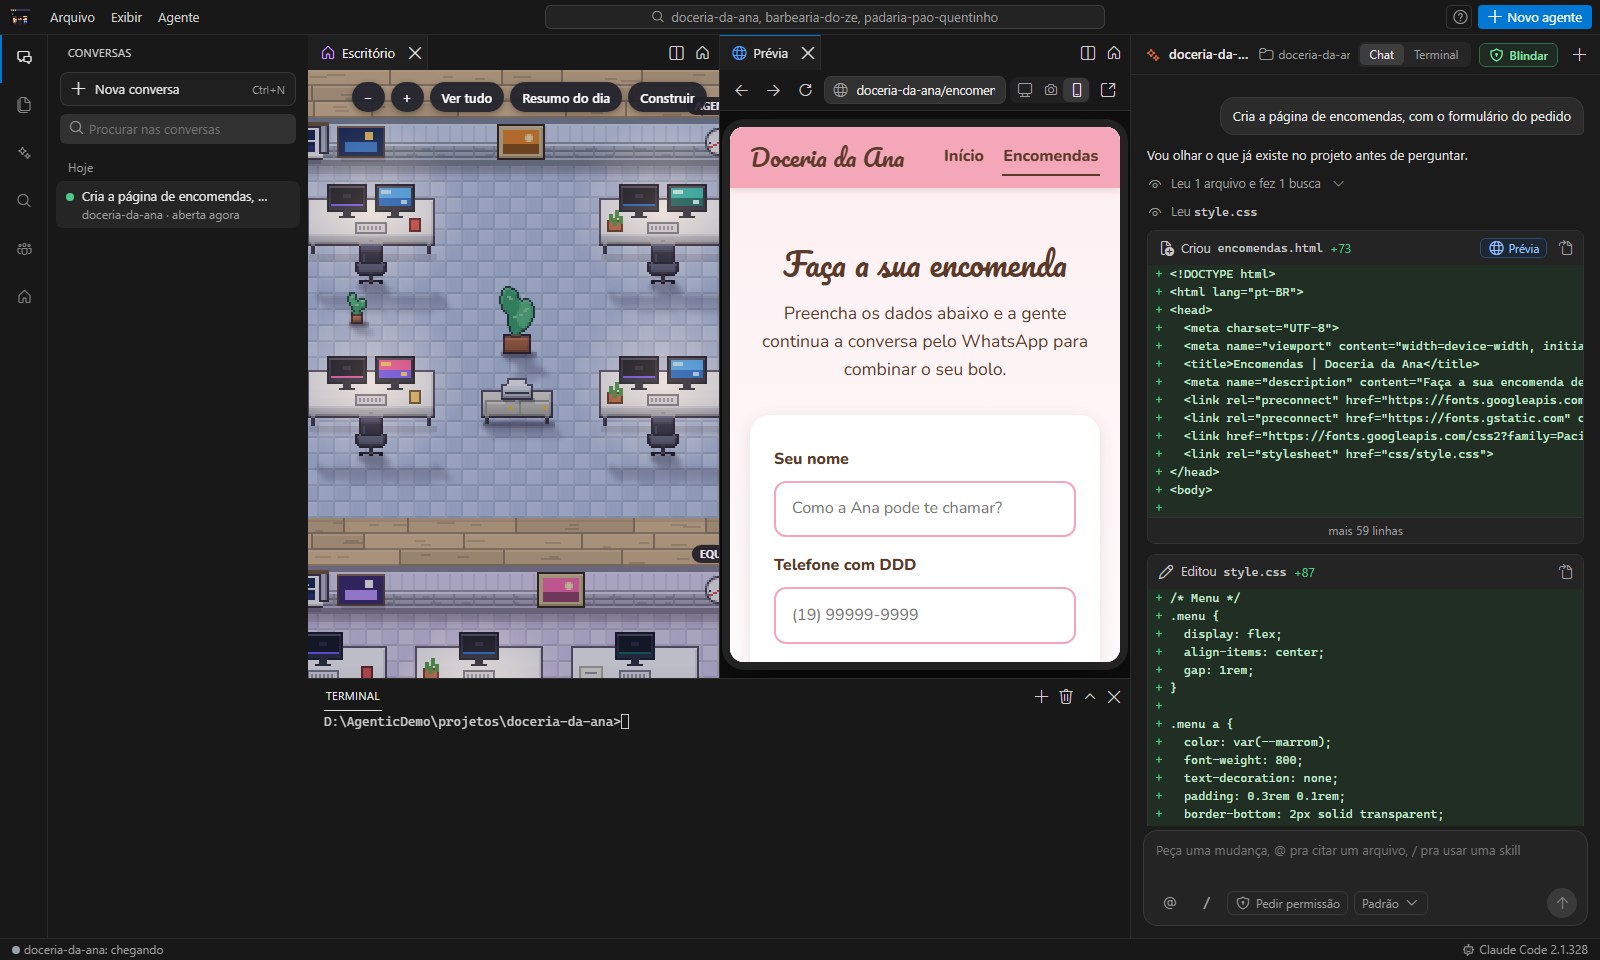 Arquivo Exibir Agente
doceria-da-ana, barbearia-do-ze, padaria-pao-quentinho
Novo agente
CONVERSAS
Nova conversa Ctrl+N
Procurar nas conversas
Hoje
Cria a página de encomendas, ...
doceria-da-ana · aberta agora
Escritório
− + Ver tudo Resumo do dia Construir
EQU
Prévia
doceria-da-ana/encomen
Doceria da Ana Início Encomendas
Faça a sua encomenda
Preencha os dados abaixo e a gente
continua a conversa pelo WhatsApp para
combinar o seu bolo.
Seu nome
Como a Ana pode te chamar?
Telefone com DDD
(19) 99999-9999
TERMINAL
D:\AgenticDemo\projetos\doceria-da-ana>
doceria-da-... doceria-da-ar Chat Terminal Blindar
Cria a página de encomendas, com o formulário do pedido
Vou olhar o que já existe no projeto antes de perguntar.
Leu 1 arquivo e fez 1 busca
Leu style.css
Criou encomendas.html +73 Prévia
+ <!DOCTYPE html>
+ <html lang="pt-BR">
+ <head>
+ <meta charset="UTF-8">
+ <meta name="viewport" content="width=device-width, initia
+ <title>Encomendas | Doceria da Ana</title>
+ <meta name="description" content="Faça a sua encomenda de
+ <link rel="preconnect" href="https://fonts.googleapis.com
+ <link rel="preconnect" href="https://fonts.gstatic.com" c
+ <link href="https://fonts.googleapis.com/css2?family=Paci
+ <link rel="stylesheet" href="css/style.css">
+ </head>
+ <body>
+
mais 59 linhas
Editou style.css +87
+ /* Menu */
+ .menu {
+ display: flex;
+ align-items: center;
+ gap: 1rem;
+ }
+
+ .menu a {
+ color: var(--marrom);
+ font-weight: 800;
+ text-decoration: none;
+ padding: 0.3rem 0.1rem;
+ border-bottom: 2px solid transparent;
Peça uma mudança, @ pra citar um arquivo, / pra usar uma skill
@ / Pedir permissão Padrão
doceria-da-ana: chegando
Claude Code 2.1.328